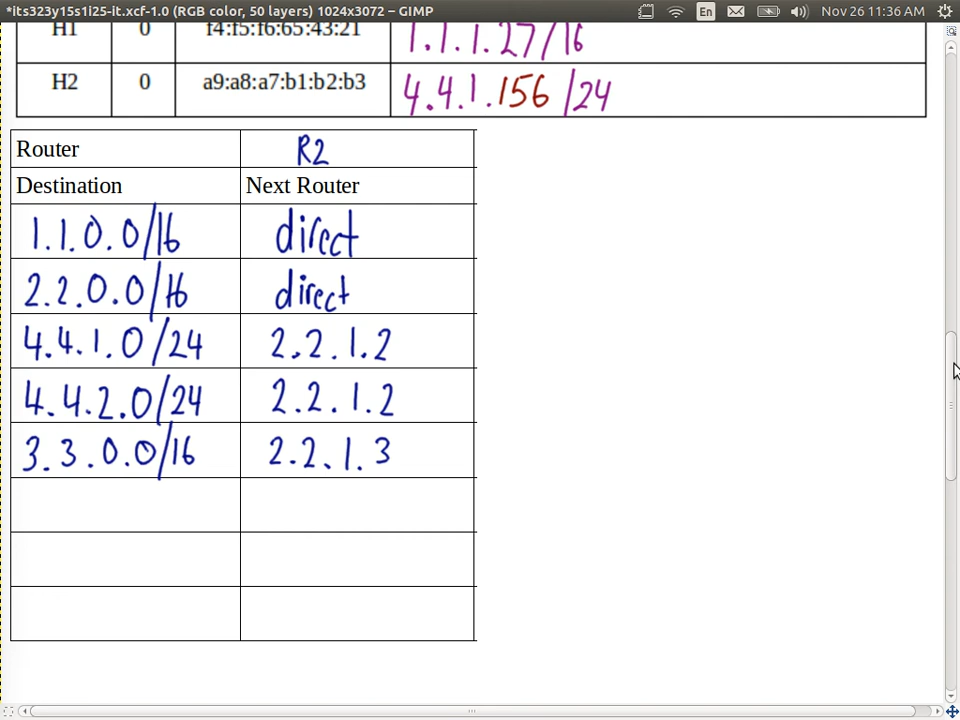 *its323y15s1l25-it.xcf-1.0 (RGB color, 50 layers) 1024x3072 – GIMP En Nov 26 11:36 AM
H1 0 f4:f5:f6:65:43:21 1.1.1.27/16
H2 0 a9:a8:a7:b1:b2:b3 4.4.1.156/24
Router R2
Destination Next Router
1.1.0.0/16 direct
2.2.0.0/16 direct
4.4.1.0/24 2.2.1.2
4.4.2.0/24 2.2.1.2
3.3.0.0/16 2.2.1.3